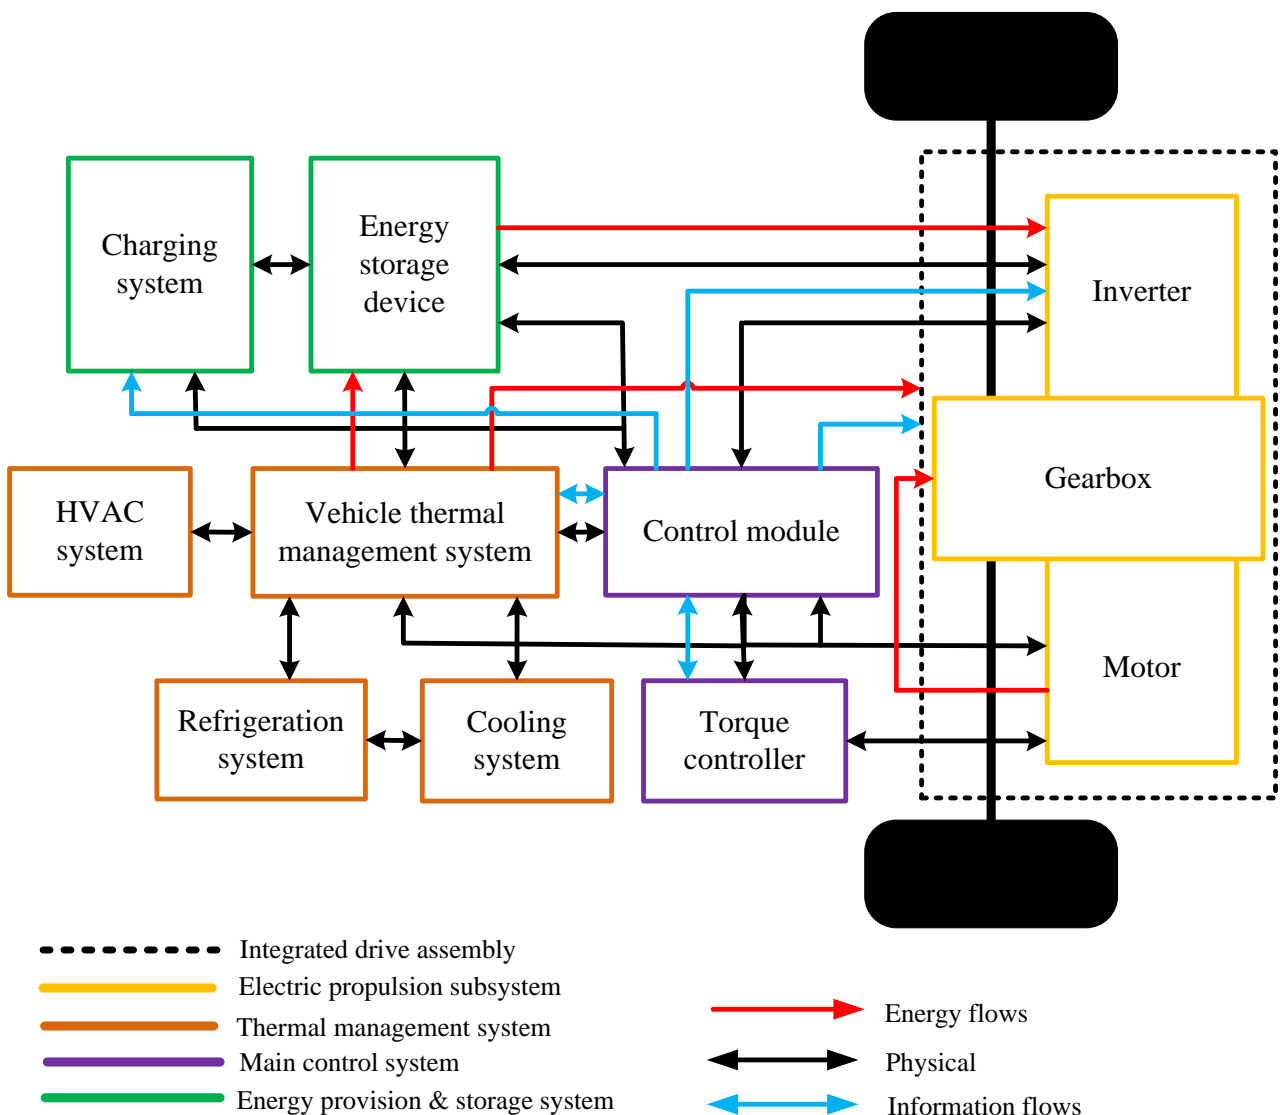 Charging
system
Energy
storage
device
Inverter
HVAC
system
Vehicle thermal
management system
Control module
Gearbox
Refrigeration
system
Cooling
system
Torque
controller
Motor
Integrated drive assembly
Electric propulsion subsystem
Thermal management system
Main control system
Energy provision & storage system
Energy flows
Physical
Information flows